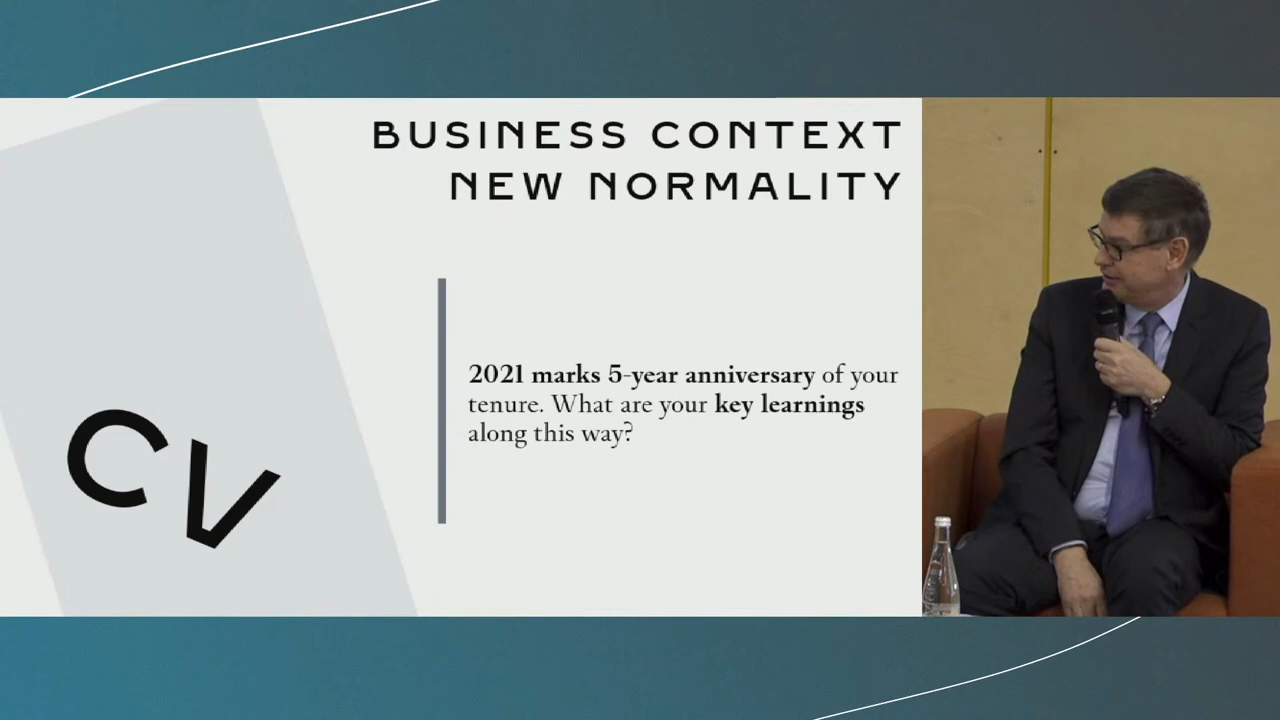 BUSINESS CONTEXT
NEW NORMALITY
2021 marks 5-year anniversary of your
tenure. What are your key learnings
along this way?
CV